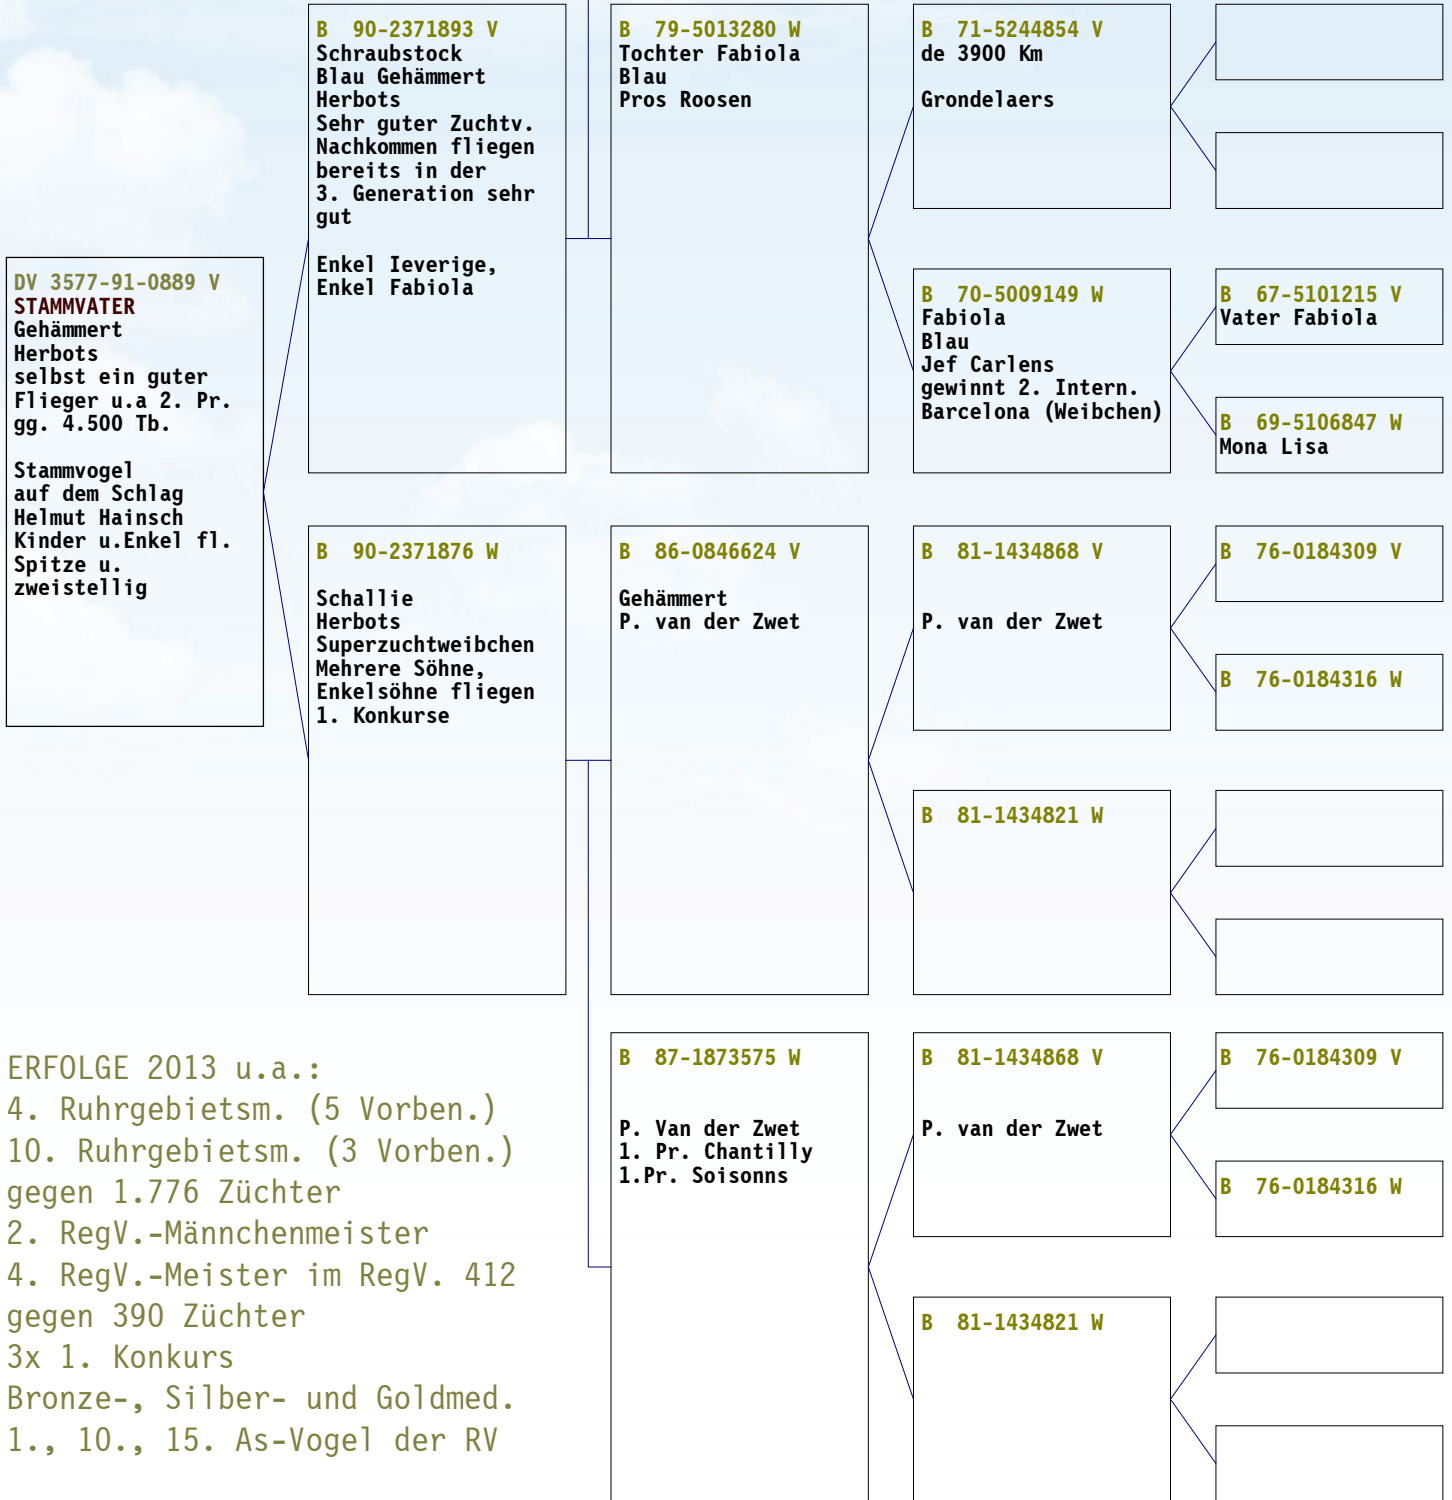 DV 3577-91-0889 V
STAMMVATER
Gehämmert
Herbots
selbst ein guter
Flieger u.a 2. Pr.
gg. 4.500 Tb.
Stammvogel
auf dem Schlag
Helmut Hainsch
Kinder u.Enkel fl.
Spitze u.
zweistellig
B 90-2371893 V
Schraubstock
Blau Gehämmert
Herbots
Sehr guter Zuchtv.
Nachkommen fliegen
bereits in der
3. Generation sehr
gut
Enkel Ieverige,
Enkel Fabiola
B 90-2371876 W
Schallie
Herbots
Superzuchtweibchen
Mehrere Söhne,
Enkelsöhne fliegen
1. Konkurse
B 79-5013280 W
Tochter Fabiola
Blau
Pros Roosen
B 86-0846624 V
Gehämmert
P. van der Zwet
B 87-1873575 W
P. Van der Zwet
1. Pr. Chantilly
1.Pr. Soisonns
B 71-5244854 V
de 3900 Km
Grondelaers
B 70-5009149 W
Fabiola
Blau
Jef Carlens
gewinnt 2. Intern.
Barcelona (Weibchen)
B 81-1434868 V
P. van der Zwet
B 81-1434821 W
B 81-1434868 V
P. van der Zwet
B 81-1434821 W
B 67-5101215 V
Vater Fabiola
B 69-5106847 W
Mona Lisa
B 76-0184309 V
B 76-0184316 W
B 76-0184309 V
B 76-0184316 W
ERFOLGE 2013 u.a.:
4. Ruhrgebietsm. (5 Vorben.)
10. Ruhrgebietsm. (3 Vorben.)
gegen 1.776 Züchter
2. RegV.-Männchenmeister
4. RegV.-Meister im RegV. 412
gegen 390 Züchter
3x 1. Konkurs
Bronze-, Silber- und Goldmed.
1., 10., 15. As-Vogel der RV